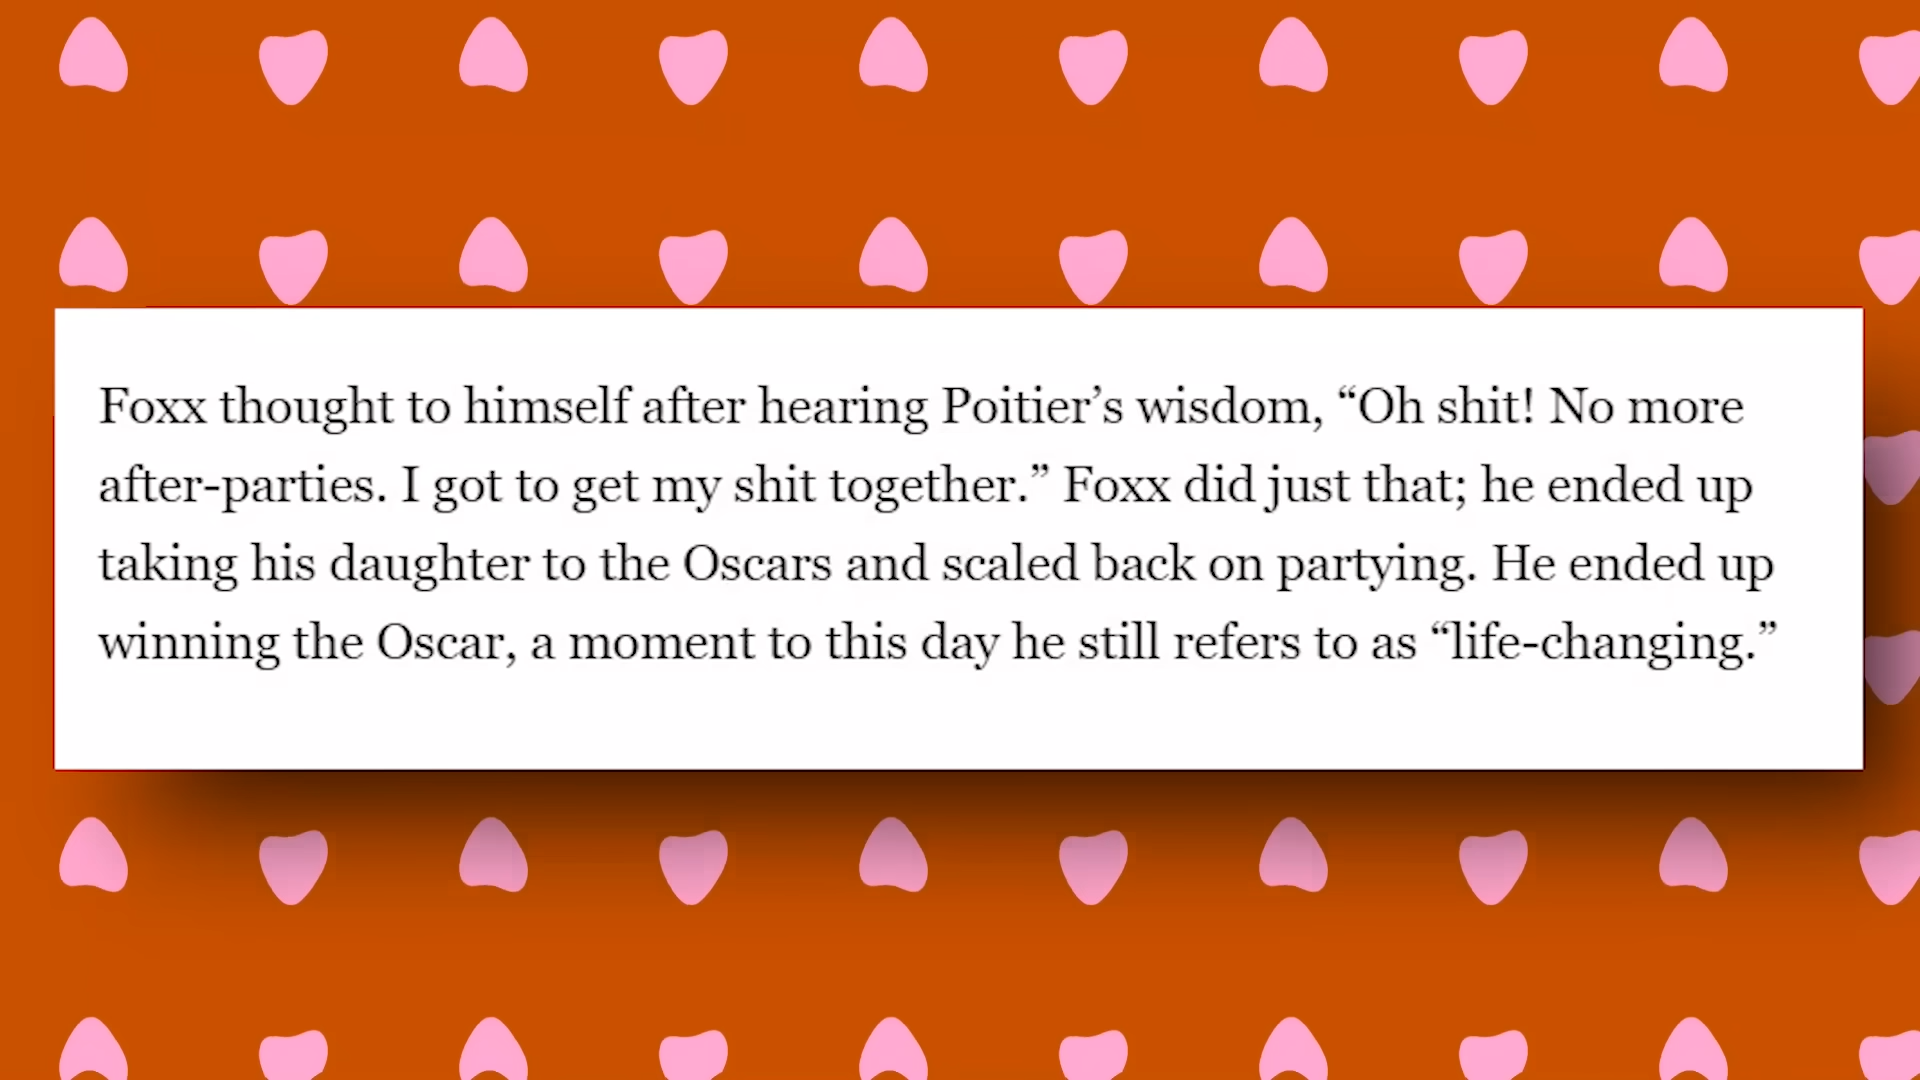 Foxx thought to himself after hearing Poitier’s wisdom, “Oh shit! No more
after-parties. I got to get my shit together.” Foxx did just that; he ended up
taking his daughter to the Oscars and scaled back on partying. He ended up
winning the Oscar, a moment to this day he still refers to as “life-changing.”